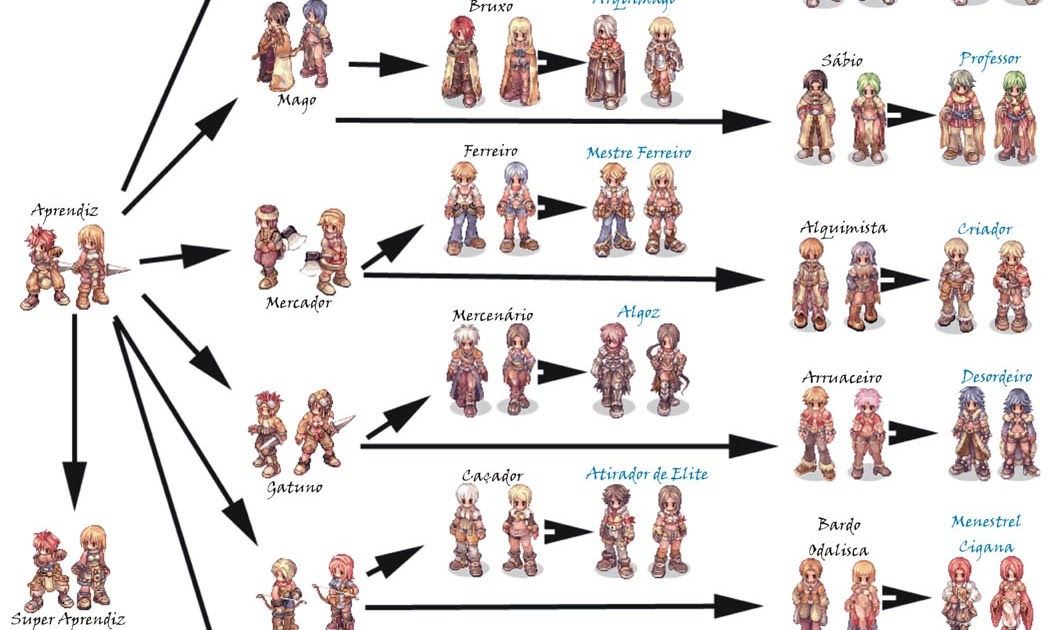 Bruxo
Arquimago
Mago
Sábio
Professor
Ferreiro
Mestre Ferreiro
Aprendiz
Mercador
Alquimista
Criador
Mercenário
Algoz
Arruaceiro
Desordeiro
Gatuno
Caçador
Atirador de Elite
Bardo
Odalisca
Menestrel
Cigana
Super Aprendiz